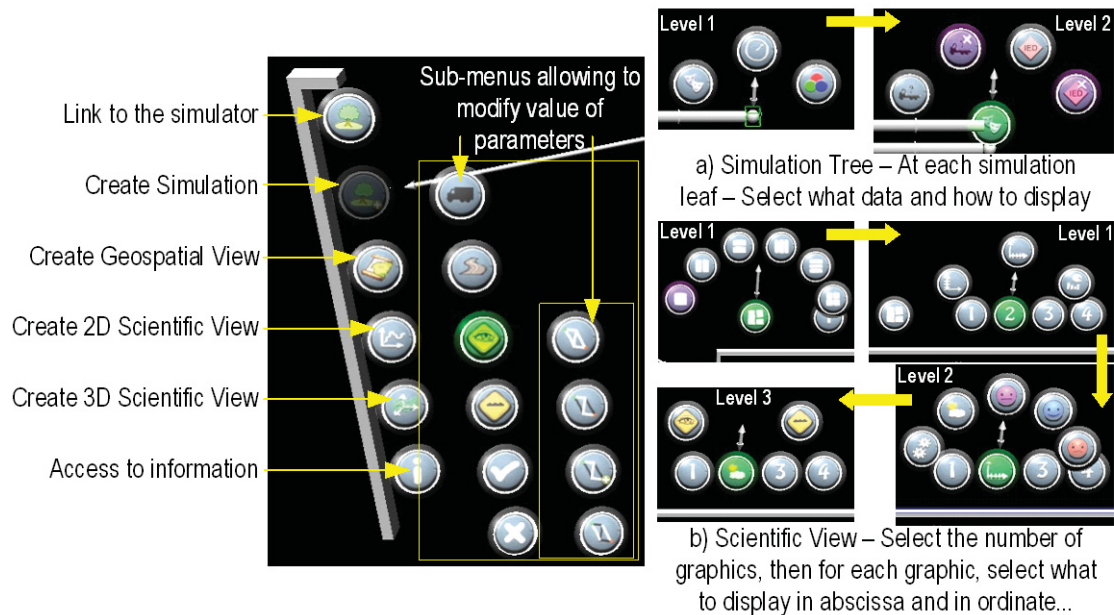 Link to the simulator
Create Simulation
Create Geospatial View
Create 2D Scientific View
Create 3D Scientific View
Access to information
Sub-menus allowing to
modify value of
parameters
Level 1
Level 2
IED
IED
a) Simulation Tree – At each simulation
leaf – Select what data and how to display
Level 1
Level 1
1
2
3
4
Level 2
1
3
4
Level 3
1
3
4
b) Scientific View – Select the number of
graphics, then for each graphic, select what
to display in abscissa and in ordinate...